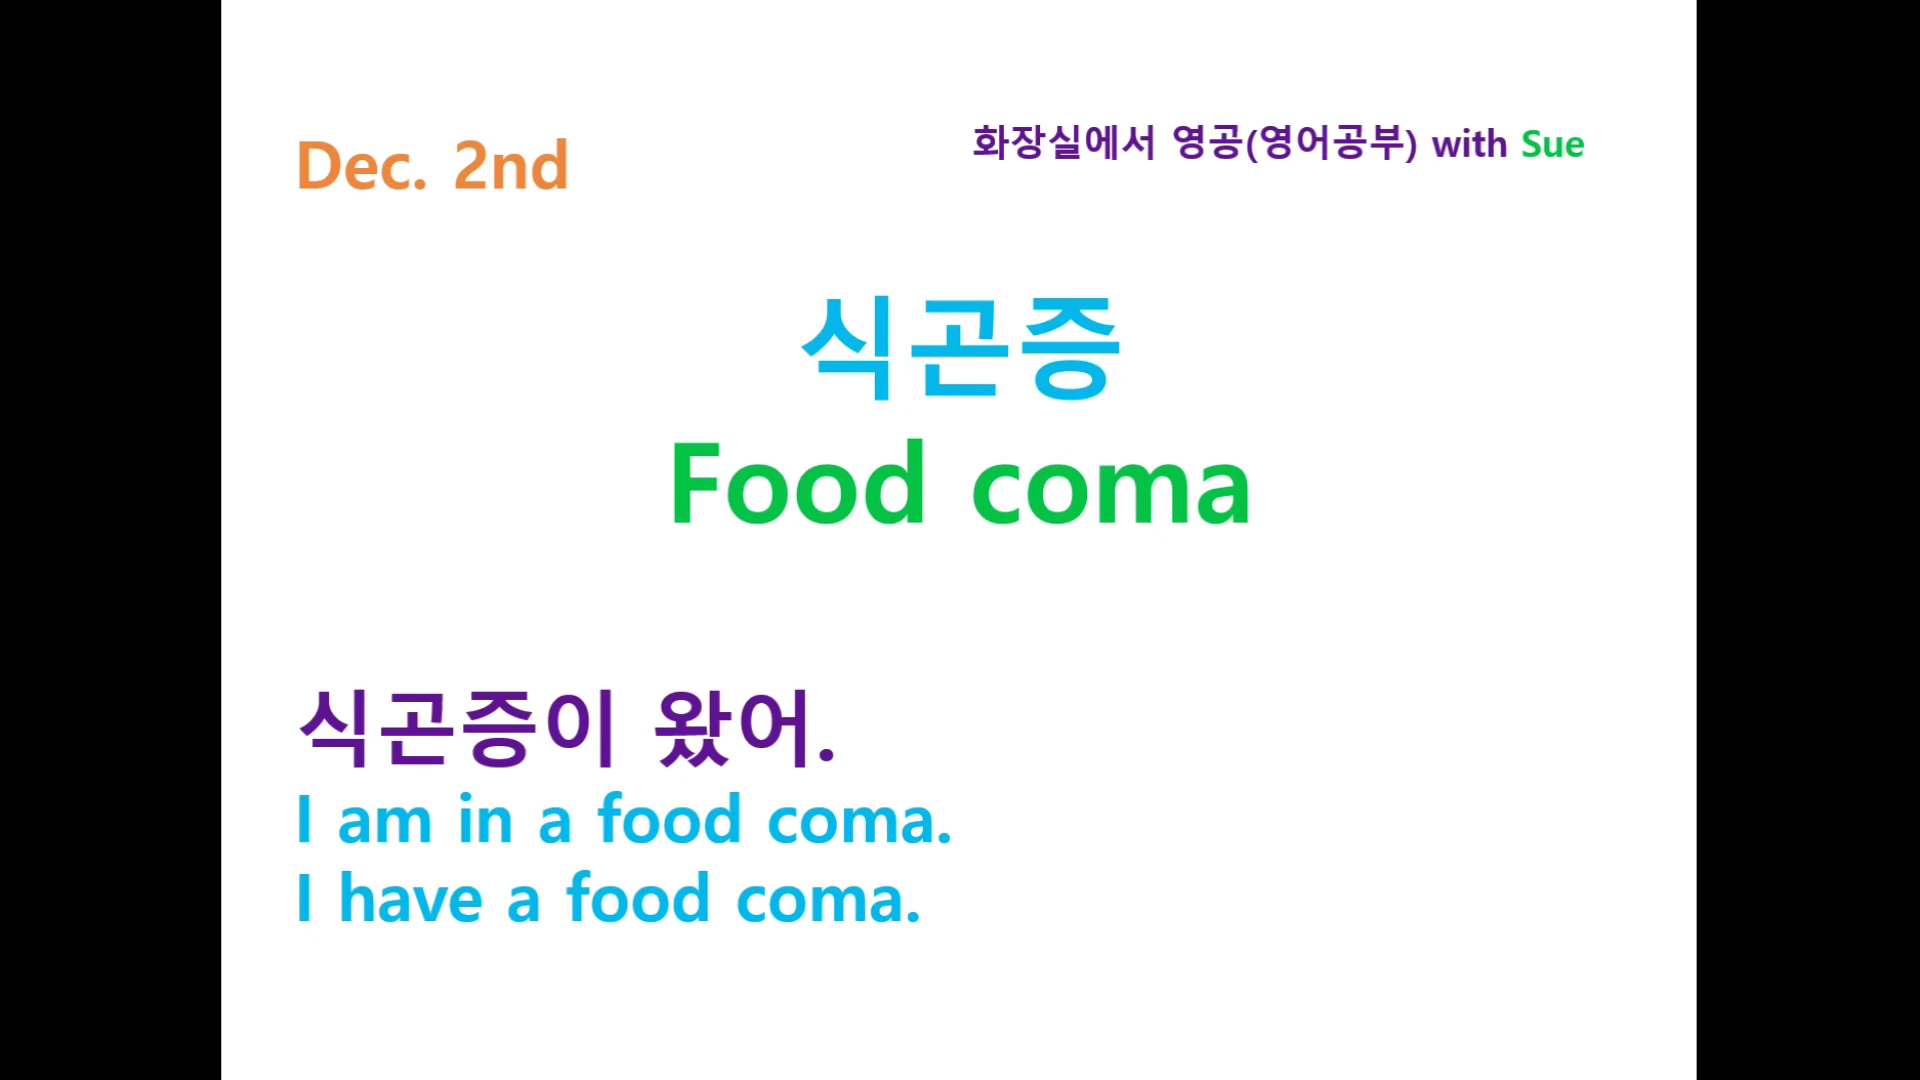 Dec. 2nd
화장실에서 영공(영어공부) with Sue
식곤증
Food coma
식곤증이 왔어.
I am in a food coma.
I have a food coma.